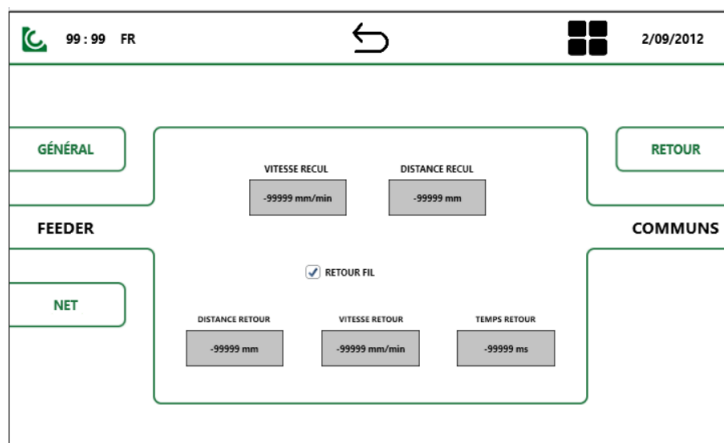 99 : 99 FR 2/09/2012
GÉNÉRAL
RETOUR
VITESSE RECUL DISTANCE RECUL
-99999 mm/min -99999 mm
FEEDER
COMMUNS
RETOUR FIL
NET
DISTANCE RETOUR VITESSE RETOUR TEMPS RETOUR
-99999 mm -99999 mm/min -99999 ms